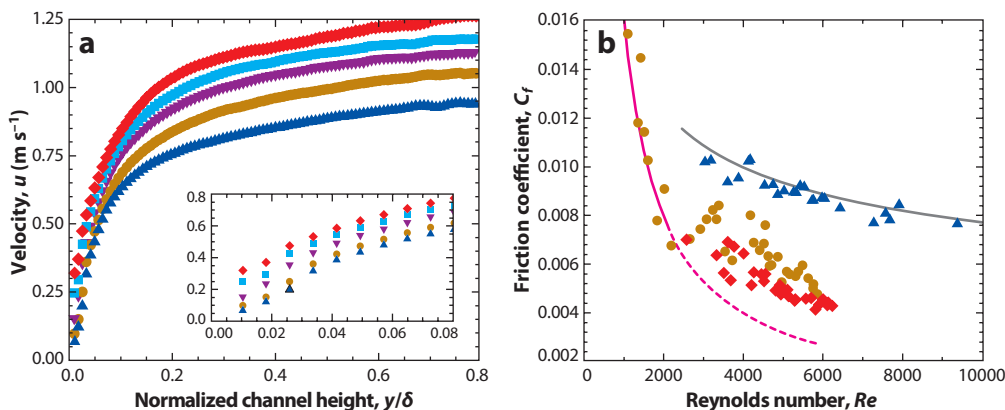 a
Velocity, u (m s⁻¹)
1.25
1.00
0.75
0.50
0.25
0.00
0.0 0.2 0.4 0.6 0.8
Normalized channel height, y/δ
0.8
0.6
0.4
0.2
0.0
0.00 0.02 0.04 0.06 0.08
b
Friction coefficient, Cf
0.016
0.014
0.012
0.010
0.008
0.006
0.004
0.002
0 2000 4000 6000 8000 10000
Reynolds number, Re